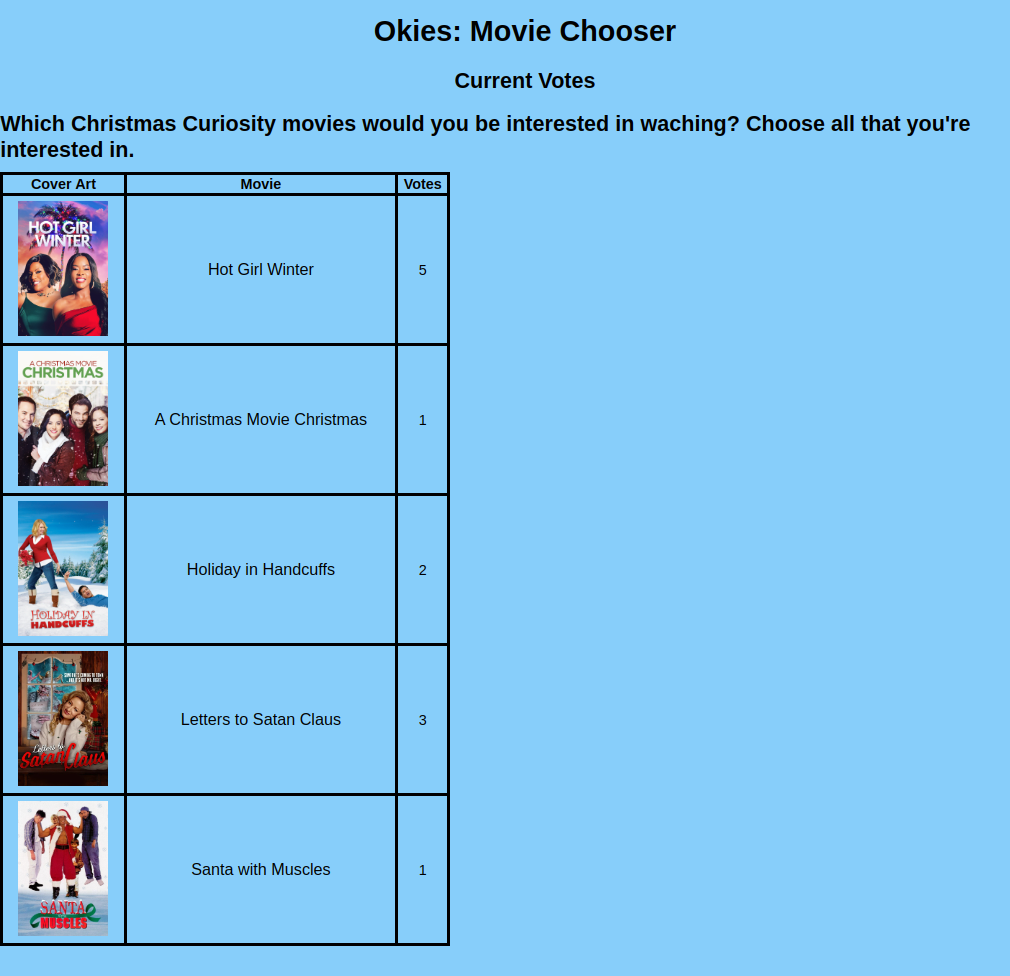 Okies: Movie Chooser
Current Votes
Which Christmas Curiosity movies would you be interested in waching? Choose all that you're
interested in.
Cover Art Movie Votes
HOT GIRL
WINTER
Hot Girl Winter 5
A CHRISTMAS MOVIE
CHRISTMAS
A Christmas Movie Christmas 1
HOLIDAY IN
HANDCUFFS
Holiday in Handcuffs 2
Letters to
Satan Claus
Letters to Satan Claus 3
SANTA
MUSCLES
Santa with Muscles 1